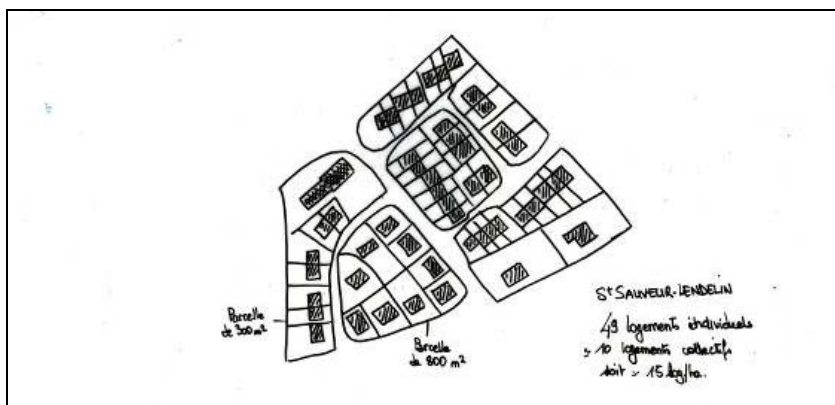 Parcelle
de 300 m²
Parcelle
de 800 m²
St SAUVEUR-LENDELIN
49 logements individuels
≃ 10 logements collectifs
soit ≃ 15 log/ha.